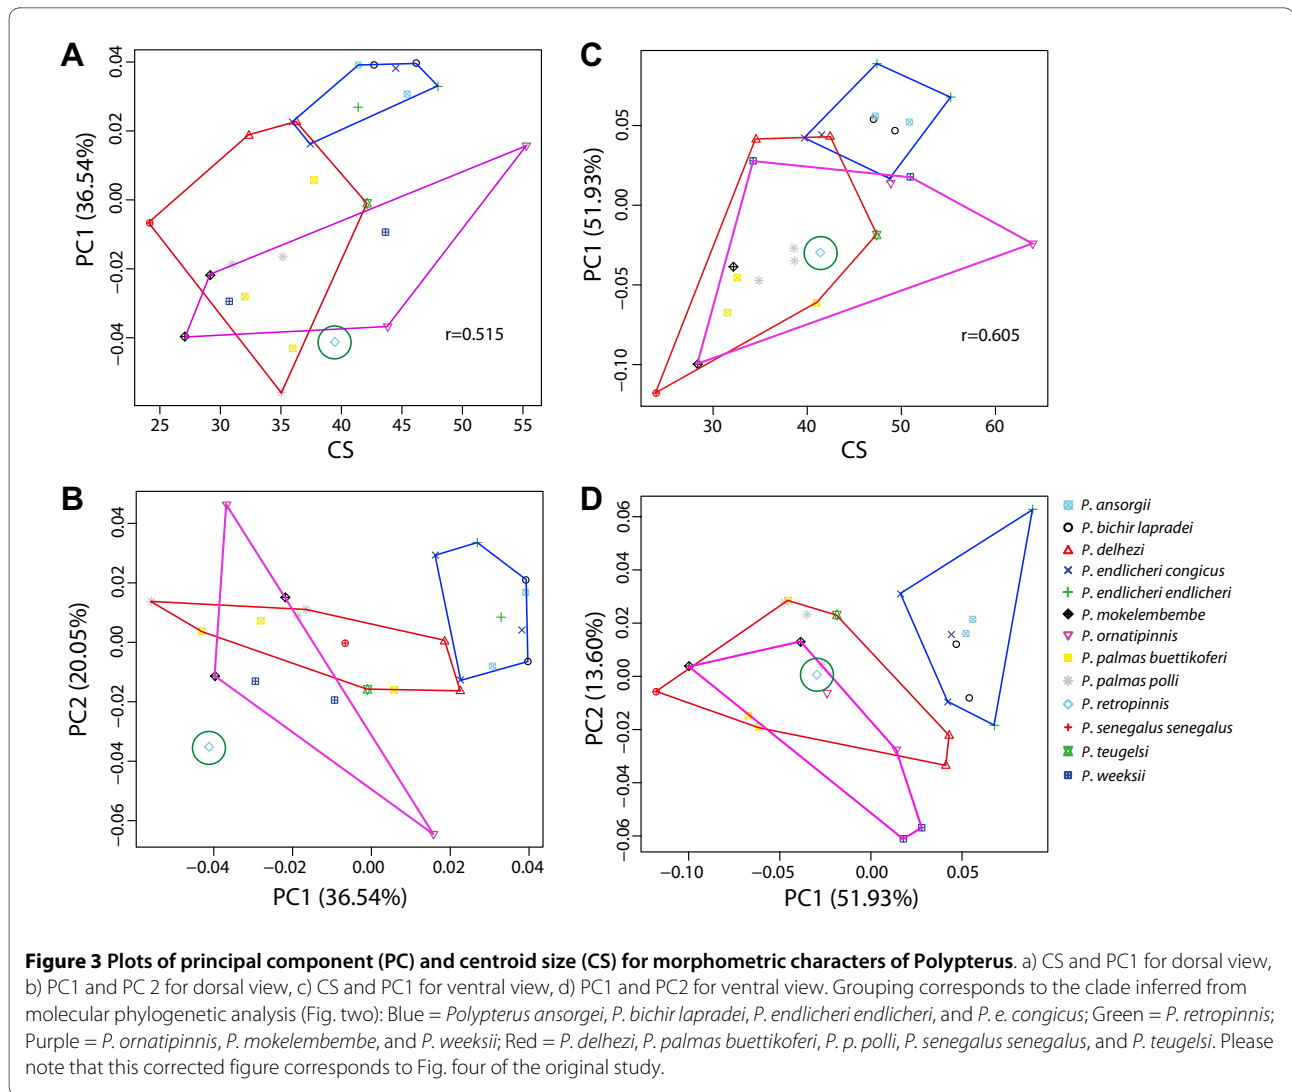 A
PC1 (36.54%)
0.04
0.02
0.00
−0.02
−0.04
r=0.515
25 30 35 40 45 50 55
CS
C
PC1 (51.93%)
0.05
0.00
−0.05
−0.10
r=0.605
30 40 50 60
CS
B
PC2 (20.05%)
0.04
0.02
0.00
−0.02
−0.06
−0.04 −0.02 0.00 0.02 0.04
PC1 (36.54%)
D
PC2 (13.60%)
0.06
0.04
0.02
0.00
−0.02
−0.04
−0.06
−0.10 −0.05 0.00 0.05
PC1 (51.93%)
P. ansorgii
P. bichir lapradei
P. delhezi
P. endlicheri congicus
P. endlicheri endlicheri
P. mokelembembe
P. ornatipinnis
P. palmas buettikoferi
P. palmas polli
P. retropinnis
P. senegalus senegalus
P. teugelsi
P. weeksii
Figure 3 Plots of principal component (PC) and centroid size (CS) for morphometric characters of Polypterus. a) CS and PC1 for dorsal view,
b) PC1 and PC 2 for dorsal view, c) CS and PC1 for ventral view, d) PC1 and PC2 for ventral view. Grouping corresponds to the clade inferred from
molecular phylogenetic analysis (Fig. two): Blue = Polypterus ansorgei, P. bichir lapradei, P. endlicheri endlicheri, and P. e. congicus; Green = P. retropinnis;
Purple = P. ornatipinnis, P. mokelembembe, and P. weeksii; Red = P. delhezi, P. palmas buettikoferi, P. p. polli, P. senegalus senegalus, and P. teugelsi. Please
note that this corrected figure corresponds to Fig. four of the original study.